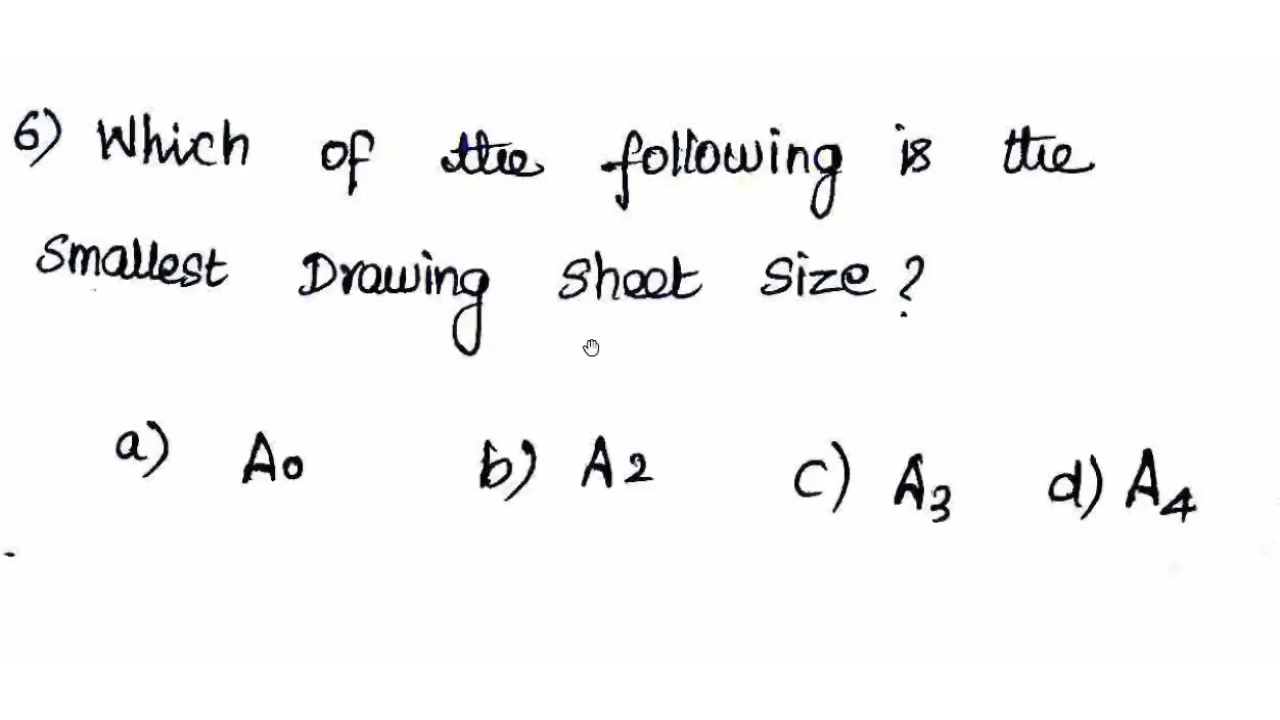 6) Which of the following is the
Smallest Drawing Sheet Size?
a) A0 b) A2 c) A3 d) A4